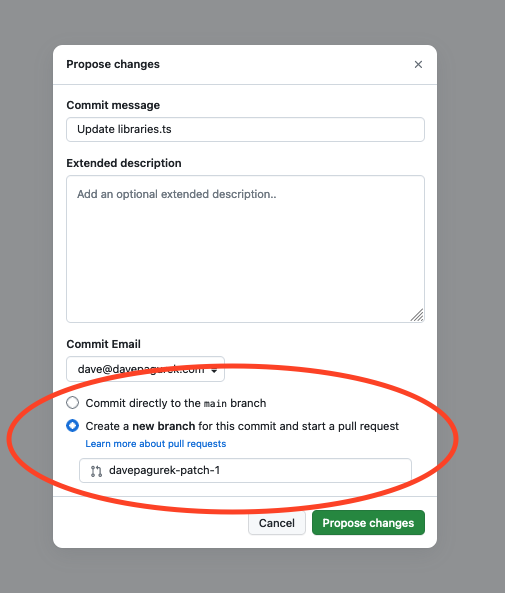 Propose changes
Commit message
Update libraries.ts
Extended description
Add an optional extended description..
Commit Email
dave@davepagurek.com
Commit directly to the main branch
Create a new branch for this commit and start a pull request
Learn more about pull requests
davepagurek-patch-1
Cancel Propose changes